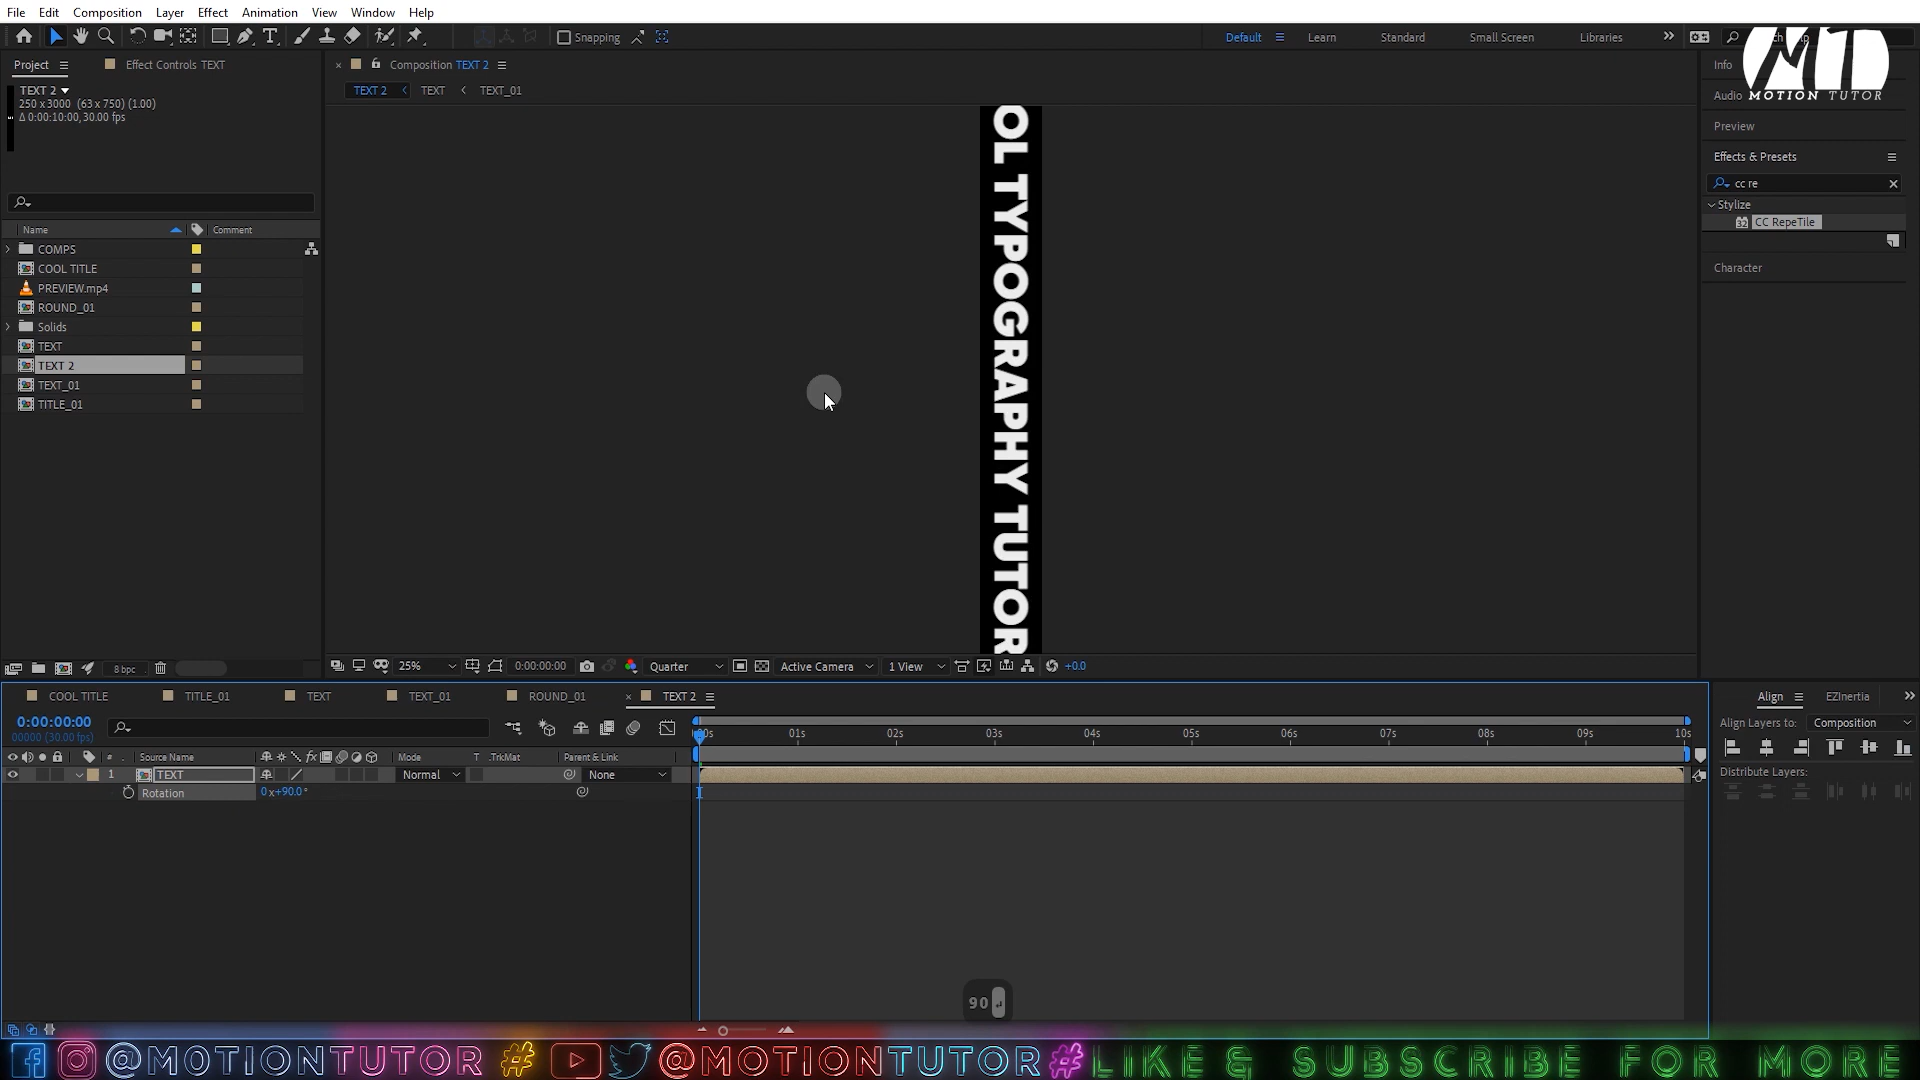 File Edit Composition Layer Effect Animation View Window Help
Snapping
Default Learn Standard Small Screen Libraries
MOTION TUTOR
Project Effect Controls TEXT
TEXT 2
250 x 3000 (63 x 750) (1.00)
Δ 0:00:10:00, 30.00 fps
Name Comment
COMPS
COOL TITLE
PREVIEW.mp4
ROUND_01
Solids
TEXT
TEXT 2
TEXT_01
TITLE_01
8 bpc
Composition TEXT 2
TEXT 2 TEXT TEXT_01
OL TYPOGRAPHY TUTOR
25% 0:00:00:00 Quarter Active Camera 1 View +0.0
Info
Audio
Preview
Effects & Presets
cc re
Stylize
32 CC RepeTile
Character
COOL TITLE TITLE_01 TEXT TEXT_01 ROUND_01 TEXT 2
0:00:00:00
00000 (30.00 fps)
# Source Name Mode T .TrkMat Parent & Link
1 TEXT Normal None
Rotation 0x+90.0°
01s 02s 03s 04s 05s 06s 07s 08s 09s 10s
Align EZInertia
Align Layers to: Composition
Distribute Layers:
90
@MOTIONTUTOR # @MOTIONTUTOR # LIKE & SUBSCRIBE FOR MORE